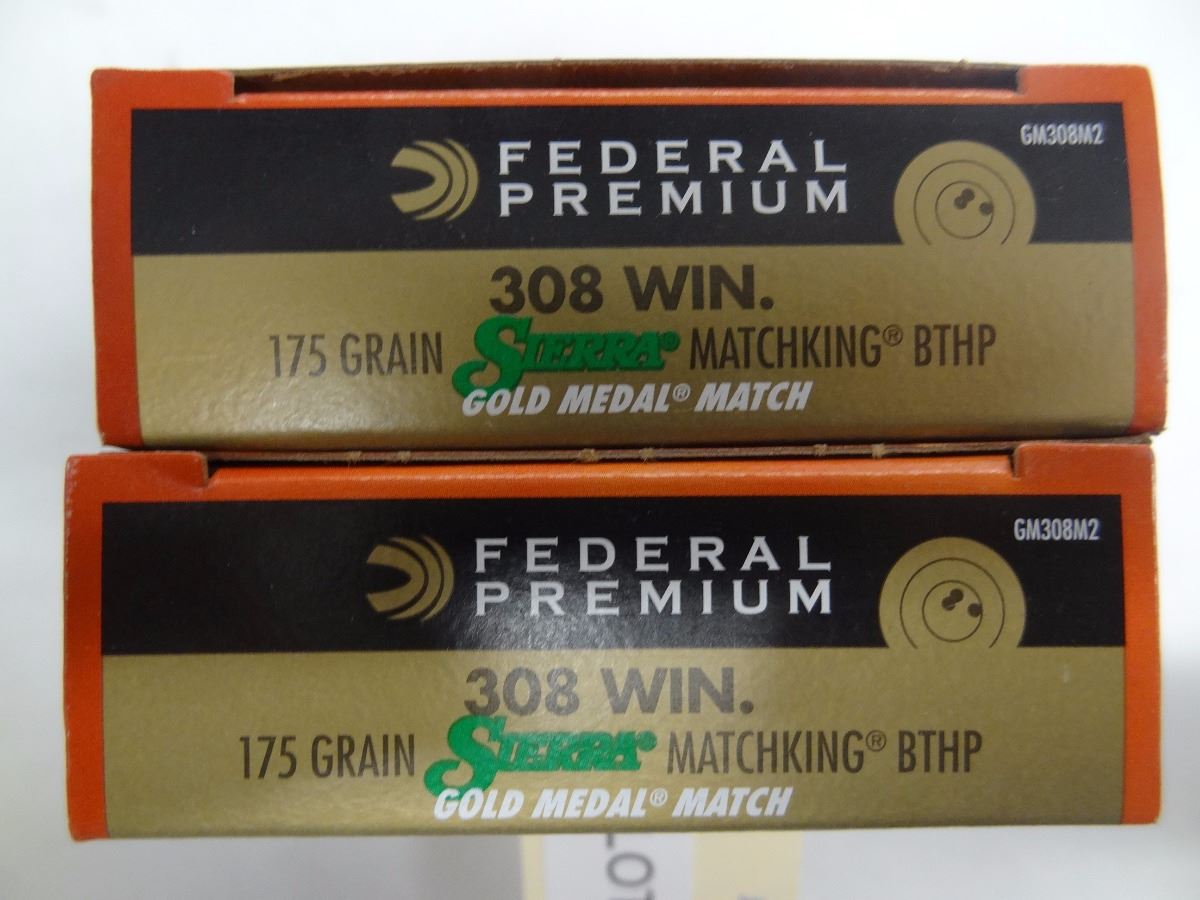 GM308M2
FEDERAL
PREMIUM
308 WIN.
175 GRAIN SIERRA® MATCHKING® BTHP
GOLD MEDAL® MATCH
GM308M2
FEDERAL
PREMIUM
308 WIN.
175 GRAIN SIERRA® MATCHKING® BTHP
GOLD MEDAL® MATCH
LOT